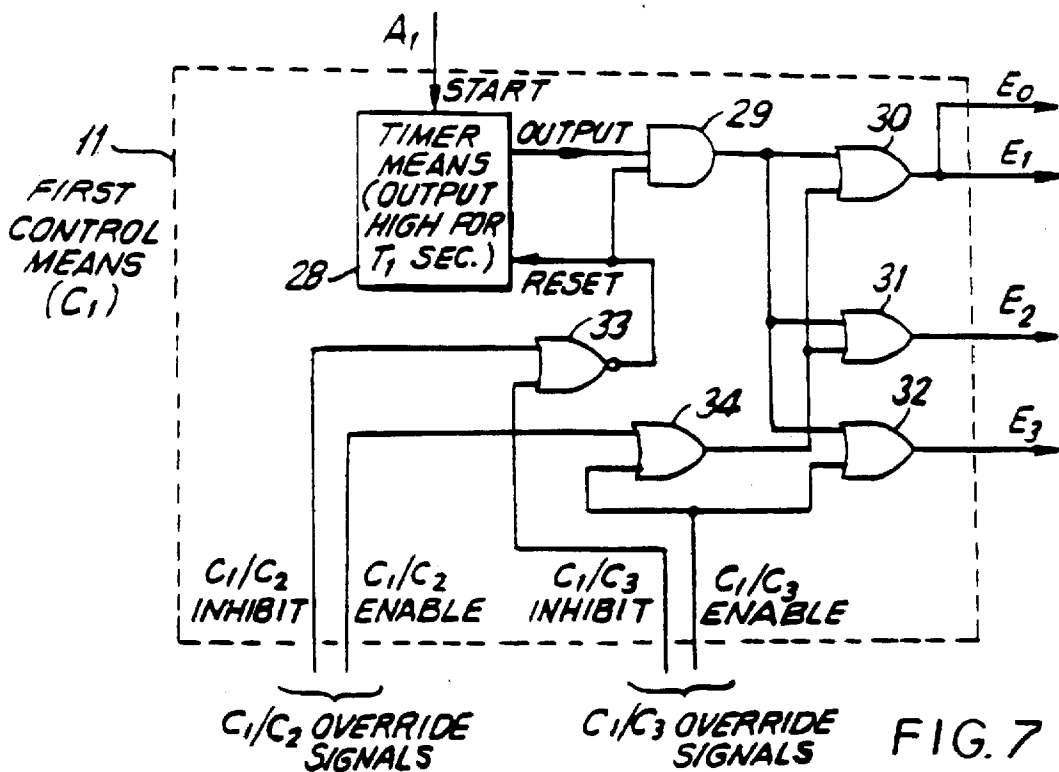 A1
START
11
TIMER
MEANS
(OUTPUT
HIGH FOR
T1 SEC.)
OUTPUT
29
30
E0
E1
FIRST
CONTROL
MEANS
(C1)
28
RESET
31
E2
33
34
32
E3
C1/C2
INHIBIT
C1/C2
ENABLE
C1/C3
INHIBIT
C1/C3
ENABLE
C1/C2 OVERRIDE
SIGNALS
C1/C3 OVERRIDE
SIGNALS
FIG. 7